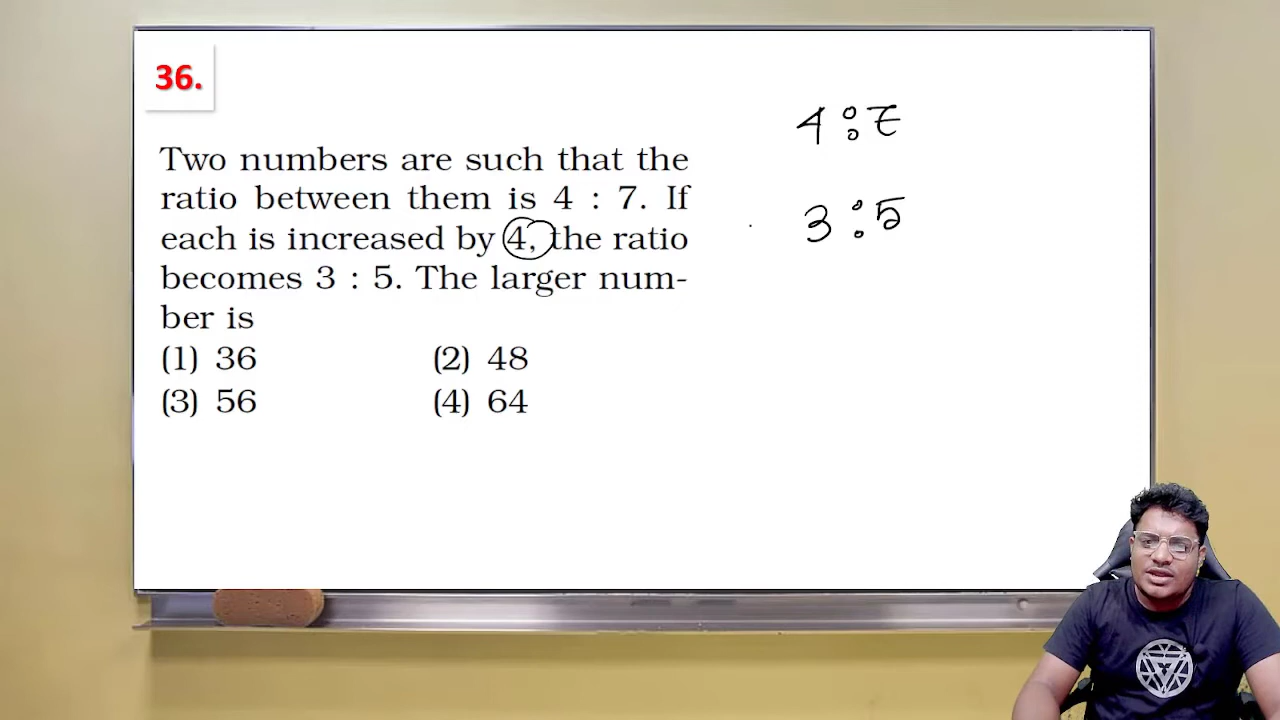 36.
Two numbers are such that the
ratio between them is 4 : 7. If
each is increased by 4, the ratio
becomes 3 : 5. The larger num-
ber is
(1) 36 (2) 48
(3) 56 (4) 64
4 : 7
3 : 5